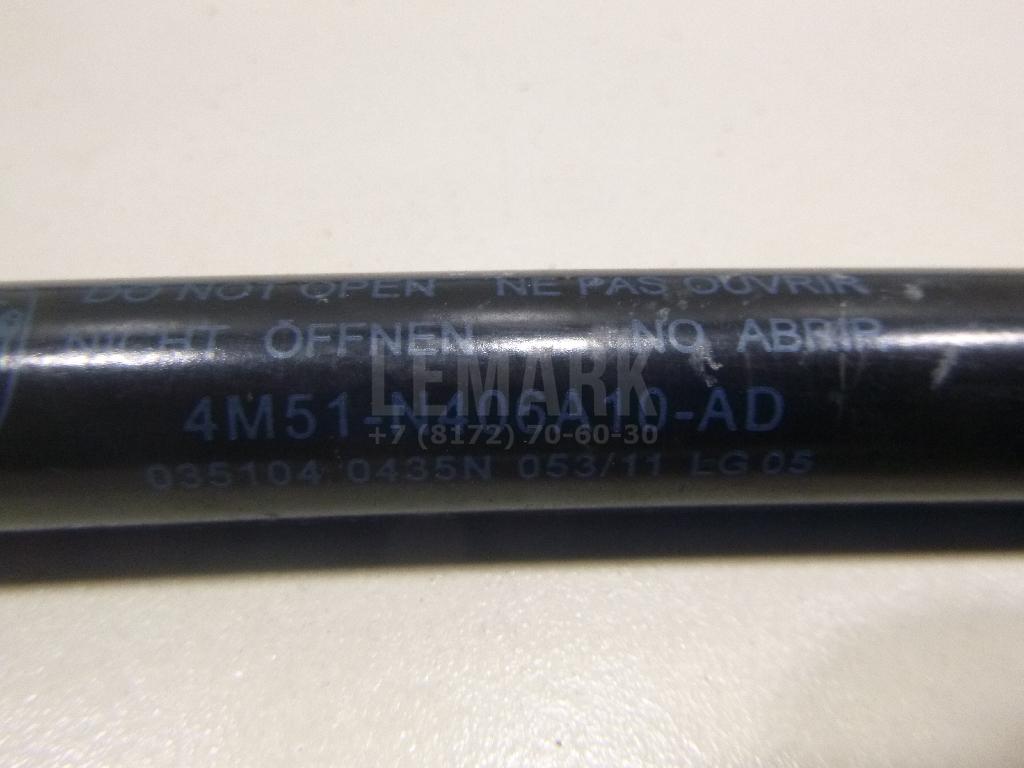 DO NOT OPEN NE PAS OUVRIR
NICHT ÖFFNEN NO ABRIR
LEMARK
4M51-N406A10-AD
+7 (8172) 70-60-30
035104 0435N 053/11 LG 05